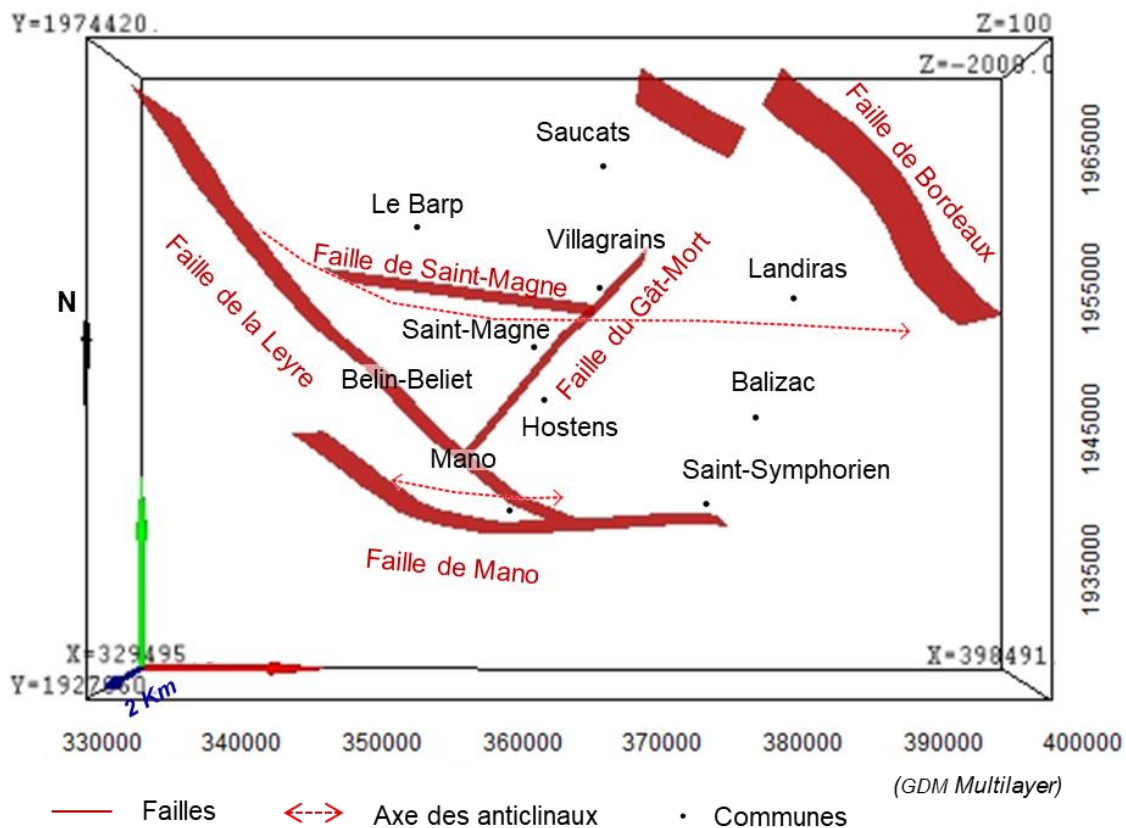 Y=1974420.
Z=100
Z=-2008.0
Saucats
Faille de Bordeaux
1965000
Le Barp
Villagrains
Faille de Saint-Magne
Landiras
Faille de la Leyre
Faille du Gât-Mort
1955000
N
Saint-Magne
Belin-Beliet
Balizac
Hostens
1945000
Mano
Saint-Symphorien
Faille de Mano
1935000
X=329495
X=398491
2 Km
330000 340000 350000 360000 370000 380000 390000 400000
(GDM Multilayer)
Failles
Axe des anticlinaux
Communes